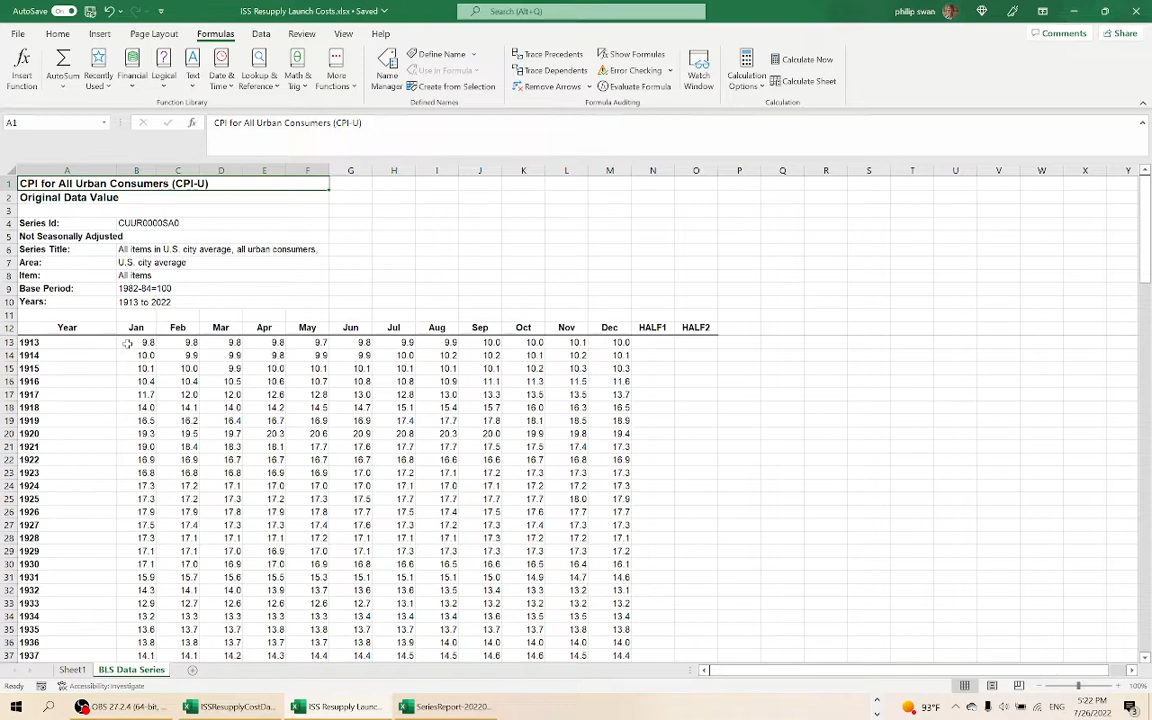 AutoSave On ISS Resupply Launch Costs.xlsx • Saved Search (Alt+Q) philip swan
File Home Insert Page Layout Formulas Data Review View Help Comments Share
Insert Function AutoSum Recently Used Financial Logical Text Date & Time Lookup & Reference Math & Trig More Functions Name Manager Define Name Use in Formula Create from Selection Trace Precedents Trace Dependents Remove Arrows Show Formulas Error Checking Evaluate Formula Watch Window Calculation Options Calculate Now Calculate Sheet
Function Library Defined Names Formula Auditing Calculation
A1 fx CPI for All Urban Consumers (CPI-U)
A B C D E F G H I J K L M N O P Q R S T U V W X Y
1 CPI for All Urban Consumers (CPI-U)
2 Original Data Value
3
4 Series Id: CUUR0000SA0
5 Not Seasonally Adjusted
6 Series Title: All items in U.S. city average, all urban consumers,
7 Area: U.S. city average
8 Item: All items
9 Base Period: 1982-84=100
10 Years: 1913 to 2022
11
12 Year Jan Feb Mar Apr May Jun Jul Aug Sep Oct Nov Dec HALF1 HALF2
13 1913 9.8 9.8 9.8 9.8 9.7 9.8 9.9 9.9 10.0 10.0 10.1 10.0
14 1914 10.0 9.9 9.9 9.8 9.9 9.9 10.0 10.2 10.2 10.1 10.2 10.1
15 1915 10.1 10.0 9.9 10.0 10.1 10.1 10.1 10.1 10.1 10.2 10.3 10.3
16 1916 10.4 10.4 10.5 10.6 10.7 10.8 10.8 10.9 11.1 11.3 11.5 11.6
17 1917 11.7 12.0 12.0 12.6 12.8 13.0 12.8 13.0 13.3 13.5 13.5 13.7
18 1918 14.0 14.1 14.0 14.2 14.5 14.7 15.1 15.4 15.7 16.0 16.3 16.5
19 1919 16.5 16.2 16.4 16.7 16.9 16.9 17.4 17.7 17.8 18.1 18.5 18.9
20 1920 19.3 19.5 19.7 20.3 20.6 20.9 20.8 20.3 20.0 19.9 19.8 19.4
21 1921 19.0 18.4 18.3 18.1 17.7 17.6 17.7 17.7 17.5 17.5 17.4 17.3
22 1922 16.9 16.9 16.7 16.7 16.7 16.7 16.8 16.6 16.6 16.7 16.8 16.9
23 1923 16.8 16.8 16.8 16.9 16.9 17.0 17.2 17.1 17.2 17.3 17.3 17.3
24 1924 17.3 17.2 17.1 17.0 17.0 17.0 17.1 17.0 17.1 17.2 17.2 17.3
25 1925 17.3 17.2 17.3 17.2 17.3 17.5 17.7 17.7 17.7 17.7 18.0 17.9
26 1926 17.9 17.9 17.8 17.9 17.8 17.7 17.5 17.4 17.5 17.6 17.7 17.7
27 1927 17.5 17.4 17.3 17.3 17.4 17.6 17.3 17.2 17.3 17.4 17.3 17.3
28 1928 17.3 17.1 17.1 17.1 17.2 17.1 17.1 17.1 17.3 17.2 17.2 17.1
29 1929 17.1 17.1 17.0 16.9 17.0 17.1 17.3 17.3 17.3 17.3 17.3 17.2
30 1930 17.1 17.0 16.9 17.0 16.9 16.8 16.6 16.5 16.6 16.5 16.4 16.1
31 1931 15.9 15.7 15.6 15.5 15.3 15.1 15.1 15.1 15.0 14.9 14.7 14.6
32 1932 14.3 14.1 14.0 13.9 13.7 13.6 13.6 13.5 13.4 13.3 13.2 13.1
33 1933 12.9 12.7 12.6 12.6 12.6 12.7 13.1 13.2 13.2 13.2 13.2 13.2
34 1934 13.2 13.3 13.3 13.3 13.3 13.4 13.4 13.4 13.6 13.5 13.5 13.4
35 1935 13.6 13.7 13.7 13.8 13.8 13.7 13.7 13.7 13.7 13.7 13.8 13.8
36 1936 13.8 13.8 13.7 13.7 13.7 13.8 13.9 14.0 14.0 14.0 14.0 14.0
37 1937 14.1 14.1 14.2 14.3 14.4 14.4 14.5 14.5 14.6 14.6 14.5 14.4
Sheet1 BLS Data Series
Ready Accessibility: Investigate 100%
OBS 27.2.4 (64-bit, ... ISSResupplyCostDa... ISS Resupply Launc... SeriesReport-20220... 93°F ENG 5:22 PM 7/26/2022 3